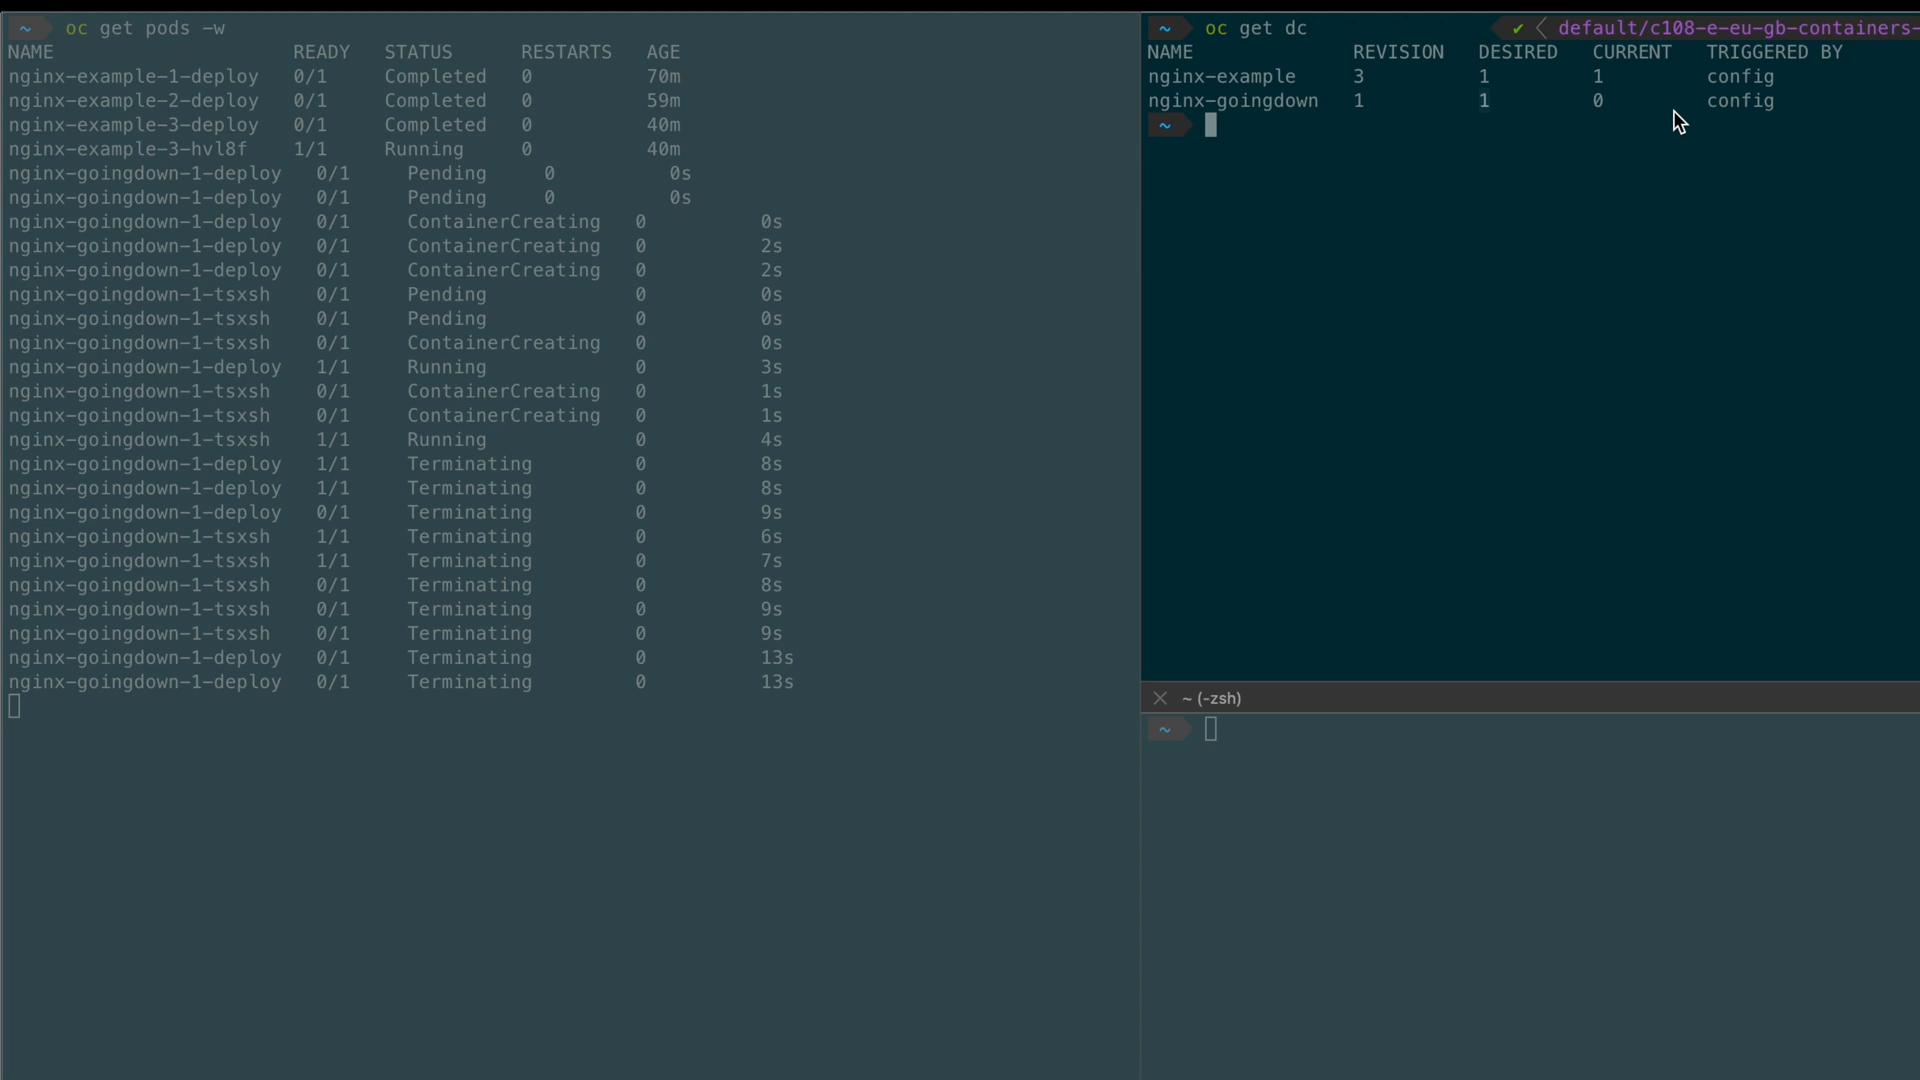 ~ oc get pods -w
NAME READY STATUS RESTARTS AGE
nginx-example-1-deploy 0/1 Completed 0 70m
nginx-example-2-deploy 0/1 Completed 0 59m
nginx-example-3-deploy 0/1 Completed 0 40m
nginx-example-3-hvl8f 1/1 Running 0 40m
nginx-goingdown-1-deploy 0/1 Pending 0 0s
nginx-goingdown-1-deploy 0/1 Pending 0 0s
nginx-goingdown-1-deploy 0/1 ContainerCreating 0 0s
nginx-goingdown-1-deploy 0/1 ContainerCreating 0 2s
nginx-goingdown-1-deploy 0/1 ContainerCreating 0 2s
nginx-goingdown-1-tsxsh 0/1 Pending 0 0s
nginx-goingdown-1-tsxsh 0/1 Pending 0 0s
nginx-goingdown-1-tsxsh 0/1 ContainerCreating 0 0s
nginx-goingdown-1-deploy 1/1 Running 0 3s
nginx-goingdown-1-tsxsh 0/1 ContainerCreating 0 1s
nginx-goingdown-1-tsxsh 0/1 ContainerCreating 0 1s
nginx-goingdown-1-tsxsh 1/1 Running 0 4s
nginx-goingdown-1-deploy 1/1 Terminating 0 8s
nginx-goingdown-1-deploy 1/1 Terminating 0 8s
nginx-goingdown-1-deploy 0/1 Terminating 0 9s
nginx-goingdown-1-tsxsh 1/1 Terminating 0 6s
nginx-goingdown-1-tsxsh 1/1 Terminating 0 7s
nginx-goingdown-1-tsxsh 0/1 Terminating 0 8s
nginx-goingdown-1-tsxsh 0/1 Terminating 0 9s
nginx-goingdown-1-tsxsh 0/1 Terminating 0 9s
nginx-goingdown-1-deploy 0/1 Terminating 0 13s
nginx-goingdown-1-deploy 0/1 Terminating 0 13s
~ oc get dc ✔ default/c108-e-eu-gb-containers-
NAME REVISION DESIRED CURRENT TRIGGERED BY
nginx-example 3 1 1 config
nginx-goingdown 1 1 0 config
~
~ (-zsh)
~